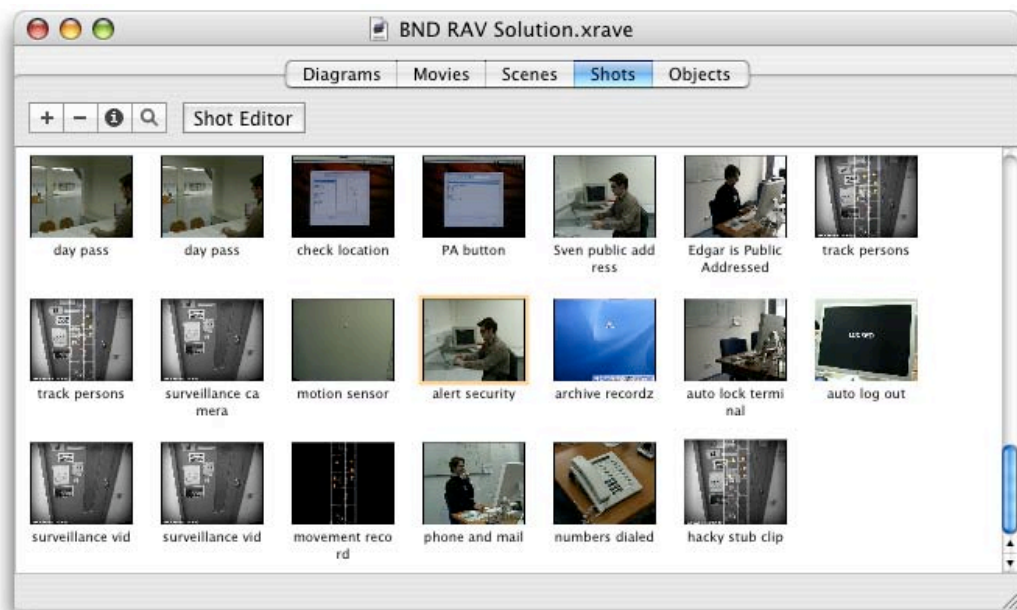 BND RAV Solution.xrave
Diagrams Movies Scenes Shots Objects
Shot Editor
day pass
day pass
check location
PA button
Sven public add
ress
Edgar is Public
Addressed
track persons
track persons
surveillance ca
mera
motion sensor
alert security
archive recordz
auto lock termi
nal
auto log out
surveillance vid
surveillance vid
movement reco
rd
phone and mail
numbers dialed
hacky stub clip